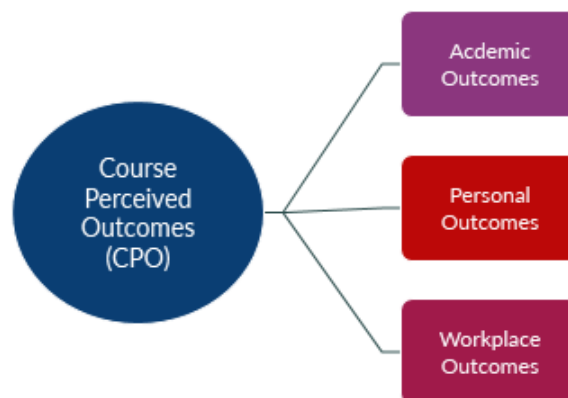 Course
Perceived
Outcomes
(CPO)
Acdemic
Outcomes
Personal
Outcomes
Workplace
Outcomes